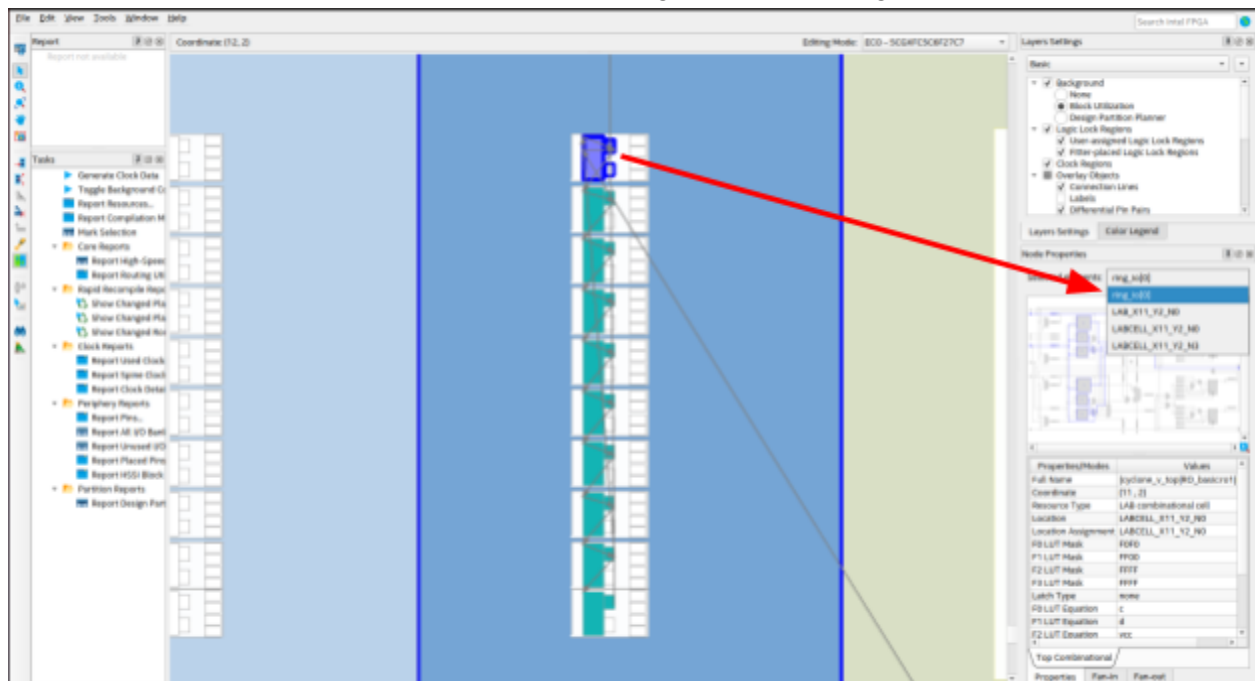 File Edit View Tools Window Help
Search Intel FPGA
Report
Report not available
Coordinate: (12, 2)
Editing Mode: ECO - 5CGXFC5C6F27C7
Layers Settings
Basic
Background
None
Block Utilization
Design Partition Planner
Logic Lock Regions
User-assigned Logic Lock Regions
Fitter-placed Logic Lock Regions
Clock Regions
Overlay Objects
Connection Lines
Labels
Differential Pin Pairs
Layers Settings Color Legend
Tasks
Generate Clock Data
Toggle Background Co
Report Resources...
Report Compilation M
Mark Selection
Core Reports
Report High-Speed
Report Routing Uti
Rapid Recompile Repo
Show Changed Pla
Show Changed Pla
Show Changed Rou
Clock Reports
Report Used Clock
Report Spine Clock
Report Clock Detai
Periphery Reports
Report Pins...
Report All I/O Bank
Report Unused I/O
Report Placed Pins
Report HSSI Block
Partition Reports
Report Design Part
Node Properties
ring_lc[0]
ring_lc[0]
LAB_X11_Y2_N0
LABCELL_X11_Y2_N0
LABCELL_X11_Y2_N3
Properties/Modes Values
Full Name |cyclone_v_top|RO_basic:ro1|
Coordinate (11, 2)
Resource Type LAB combinational cell
Location LABCELL_X11_Y2_N0
Location Assignment LABCELL_X11_Y2_N0
F0 LUT Mask F0F0
F1 LUT Mask FF00
F2 LUT Mask FFFF
F3 LUT Mask FFFF
Latch Type none
F0 LUT Equation c
F1 LUT Equation d
F2 LUT Equation vcc
Top Combinational
Properties Fan-in Fan-out